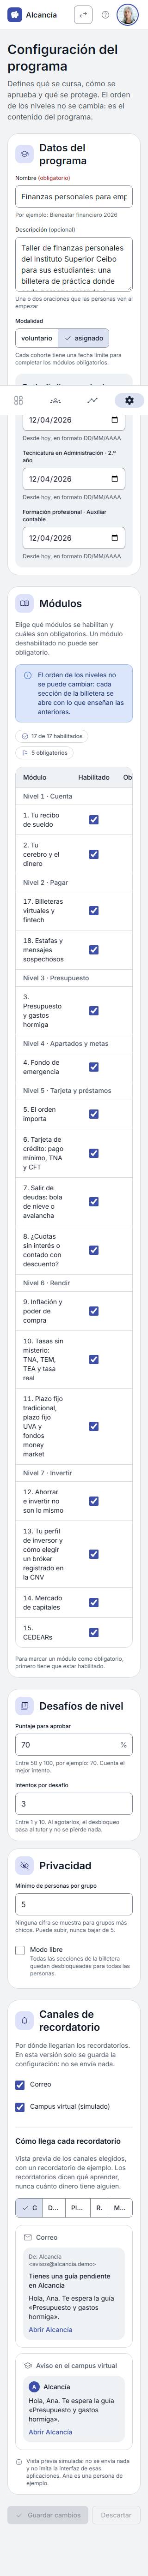 Alcancía
Configuración del
programa
Defines qué se cursa, cómo se
aprueba y qué se protege. El orden
de los niveles no se cambia: es el
contenido del programa.
Datos del
programa
Nombre (obligatorio)
Finanzas personales para emp
Por ejemplo: Bienestar financiero 2026
Descripción (opcional)
Taller de finanzas personales
del Instituto Superior Ceibo
para sus estudiantes: una
billetera de práctica donde
Una o dos oraciones que las personas ven al
empezar
Modalidad
voluntario
asignado
Cada cohorte tiene una fecha límite para
completar los módulos obligatorios.
12/04/2026
Desde hoy, en formato DD/MM/AAAA
Tecnicatura en Administración · 2.º
año
12/04/2026
Desde hoy, en formato DD/MM/AAAA
Formación profesional · Auxiliar
contable
12/04/2026
Desde hoy, en formato DD/MM/AAAA
Módulos
Elige qué módulos se habilitan y
cuáles son obligatorios. Un módulo
deshabilitado no puede ser
obligatorio.
El orden de los niveles no
se puede cambiar: cada
sección de la billetera se
abre con lo que enseñan las
anteriores.
17 de 17 habilitados
5 obligatorios
Módulo Habilitado Ob
Nivel 1 · Cuenta
1. Tu recibo
de sueldo
2. Tu
cerebro y el
dinero
Nivel 2 · Pagar
17. Billeteras
virtuales y
fintech
18. Estafas y
mensajes
sospechosos
Nivel 3 · Presupuesto
3.
Presupuesto
y gastos
hormiga
Nivel 4 · Apartados y metas
4. Fondo de
emergencia
Nivel 5 · Tarjeta y préstamos
5. El orden
importa
6. Tarjeta de
crédito: pago
mínimo, TNA
y CFT
7. Salir de
deudas: bola
de nieve o
avalancha
8. ¿Cuotas
sin interés o
contado con
descuento?
Nivel 6 · Rendir
9. Inflación y
poder de
compra
10. Tasas sin
misterio:
TNA, TEM,
TEA y tasa
real
11. Plazo fijo
tradicional,
plazo fijo
UVA y
fondos
money
market
Nivel 7 · Invertir
12. Ahorrar
e invertir no
son lo mismo
13. Tu perfil
de inversor y
cómo elegir
un bróker
registrado en
la CNV
14. Mercado
de capitales
15.
CEDEARs
Para marcar un módulo como obligatorio,
primero tiene que estar habilitado.
Desafíos de nivel
Puntaje para aprobar
70 %
Entre 50 y 100, por ejemplo: 70. Cuenta el
mejor intento.
Intentos por desafío
3
Entre 1 y 10. Al agotarlos, el desbloqueo
pasa al tutor y no se pierde nada.
Privacidad
Mínimo de personas por grupo
5
Ninguna cifra se muestra para grupos más
chicos. Puede subir, nunca bajar de 5.
Modo libre
Todas las secciones de la billetera
quedan desbloqueadas para todas las
personas.
Canales de
recordatorio
Por dónde llegarían los recordatorios.
En esta versión solo se guarda la
configuración: no se envía nada.
Correo
Campus virtual (simulado)
Cómo llega cada recordatorio
Vista previa de los canales elegidos,
con un recordatorio de ejemplo. Los
recordatorios dicen qué aprender,
nunca cuánto dinero tiene alguien.
G D… Pl… R. M…
Correo
De: Alcancía
<avisos@alcancia.demo>
Tienes una guía pendiente
en Alcancía
Hola, Ana. Te espera la guía
«Presupuesto y gastos
hormiga».
Abrir Alcancía
Aviso en el campus virtual
A Alcancía
Hola, Ana. Te espera la guía
«Presupuesto y gastos
hormiga».
Abrir Alcancía
Vista previa simulada: no se envía nada
y no imita la interfaz de esas
aplicaciones. Ana es una persona de
ejemplo.
Guardar cambios
Descartar